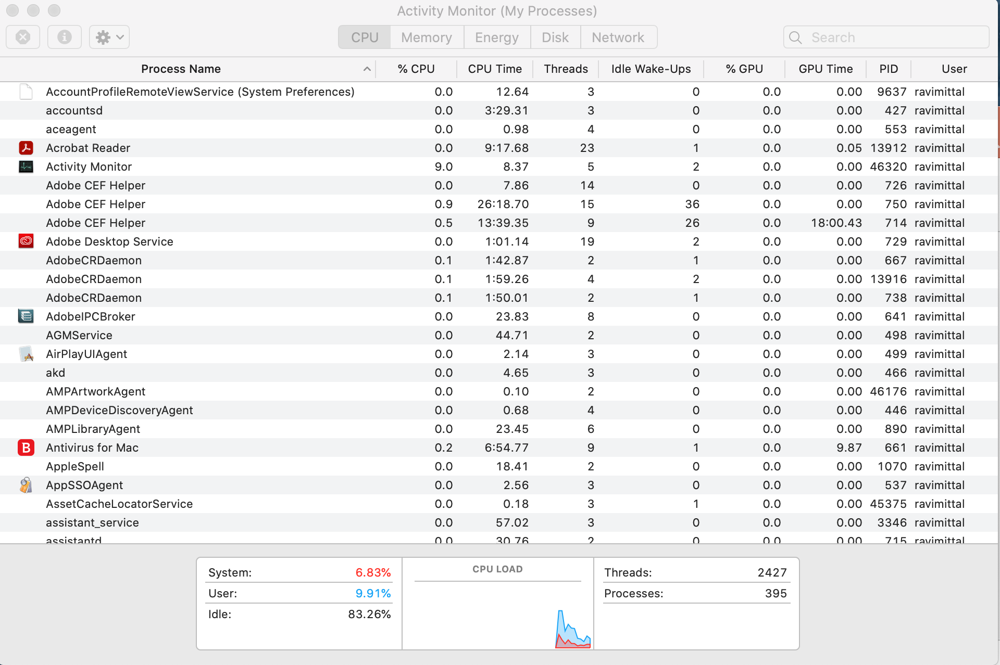 Activity Monitor (My Processes)
CPU Memory Energy Disk Network Search
Process Name % CPU CPU Time Threads Idle Wake-Ups % GPU GPU Time PID User
AccountProfileRemoteViewService (System Preferences) 0.0 12.64 3 0 0.0 0.00 9637 ravimittal
accountsd 0.0 3:29.31 3 0 0.0 0.00 427 ravimittal
aceagent 0.0 0.98 4 0 0.0 0.00 553 ravimittal
Acrobat Reader 0.0 9:17.68 23 1 0.0 0.05 13912 ravimittal
Activity Monitor 9.0 8.37 5 2 0.0 0.00 46320 ravimittal
Adobe CEF Helper 0.0 7.86 14 0 0.0 0.00 726 ravimittal
Adobe CEF Helper 0.9 26:18.70 15 36 0.0 0.00 750 ravimittal
Adobe CEF Helper 0.5 13:39.35 9 26 0.0 18:00.43 714 ravimittal
Adobe Desktop Service 0.0 1:01.14 19 2 0.0 0.00 729 ravimittal
AdobeCRDaemon 0.1 1:42.87 2 1 0.0 0.00 667 ravimittal
AdobeCRDaemon 0.1 1:59.26 4 2 0.0 0.00 13916 ravimittal
AdobeCRDaemon 0.1 1:50.01 2 1 0.0 0.00 738 ravimittal
AdobeIPCBroker 0.0 23.83 8 0 0.0 0.00 641 ravimittal
AGMService 0.0 44.71 2 0 0.0 0.00 498 ravimittal
AirPlayUIAgent 0.0 2.14 3 0 0.0 0.00 499 ravimittal
akd 0.0 4.65 3 0 0.0 0.00 466 ravimittal
AMPArtworkAgent 0.0 0.10 2 0 0.0 0.00 46176 ravimittal
AMPDeviceDiscoveryAgent 0.0 0.68 4 0 0.0 0.00 446 ravimittal
AMPLibraryAgent 0.0 23.45 6 0 0.0 0.00 890 ravimittal
B Antivirus for Mac 0.2 6:54.77 9 1 0.0 9.87 661 ravimittal
AppleSpell 0.0 18.41 2 0 0.0 0.00 1070 ravimittal
AppSSOAgent 0.0 2.56 3 0 0.0 0.00 537 ravimittal
AssetCacheLocatorService 0.0 0.18 3 1 0.0 0.00 45375 ravimittal
assistant_service 0.0 57.02 3 0 0.0 0.00 3346 ravimittal
assistantd 0.0 30.76 2 0 0.0 0.00 715 ravimittal
System: 6.83% CPU LOAD Threads: 2427
User: 9.91% Processes: 395
Idle: 83.26%